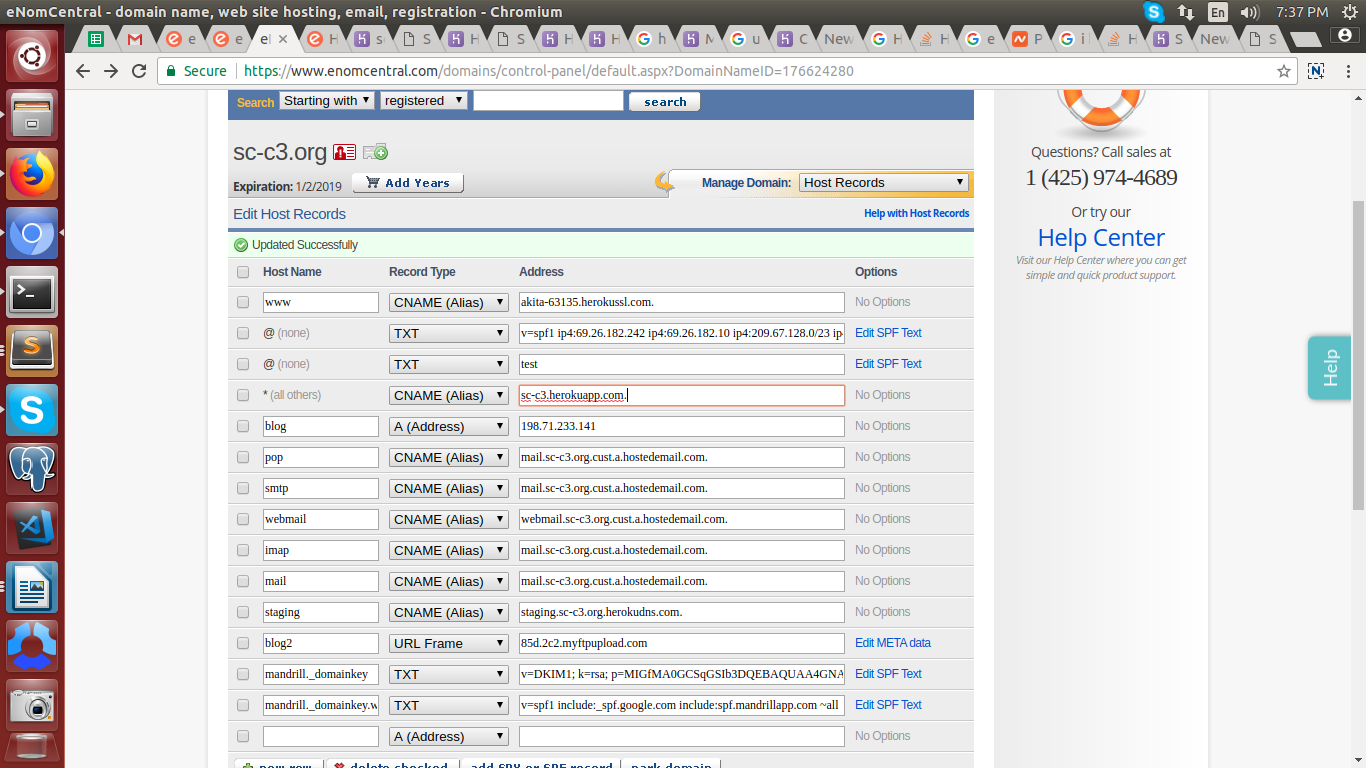 eNomCentral - domain name, web site hosting, email, registration - Chromium
En
7:37 PM
Secure
https://www.enomcentral.com/domains/control-panel/default.aspx?DomainNameID=176624280
Search Starting with registered search
sc-c3.org
Expiration: 1/2/2019 Add Years
Manage Domain: Host Records
Edit Host Records
Help with Host Records
Updated Successfully
Host Name Record Type Address Options
www CNAME (Alias) akita-63135.herokussl.com. No Options
@ (none) TXT v=spf1 ip4:69.26.182.242 ip4:69.26.182.10 ip4:209.67.128.0/23 Edit SPF Text
@ (none) TXT test Edit SPF Text
* (all others) CNAME (Alias) sc-c3.herokuapp.com. No Options
blog A (Address) 198.71.233.141 No Options
pop CNAME (Alias) mail.sc-c3.org.cust.a.hostedemail.com. No Options
smtp CNAME (Alias) mail.sc-c3.org.cust.a.hostedemail.com. No Options
webmail CNAME (Alias) webmail.sc-c3.org.cust.a.hostedemail.com. No Options
imap CNAME (Alias) mail.sc-c3.org.cust.a.hostedemail.com. No Options
mail CNAME (Alias) mail.sc-c3.org.cust.a.hostedemail.com. No Options
staging CNAME (Alias) staging.sc-c3.org.herokudns.com. No Options
blog2 URL Frame 85d.2c2.myftpupload.com Edit META data
mandrill._domainkey TXT v=DKIM1; k=rsa; p=MIGfMA0GCSqGSIb3DQEBAQUAA4GNA Edit SPF Text
mandrill._domainkey.w TXT v=spf1 include:_spf.google.com include:spf.mandrillapp.com ~all Edit SPF Text
A (Address) No Options
new row delete checked add SPX or SPF record park domain
Questions? Call sales at
1 (425) 974-4689
Or try our
Help Center
Visit our Help Center where you can get
simple and quick product support.
Help